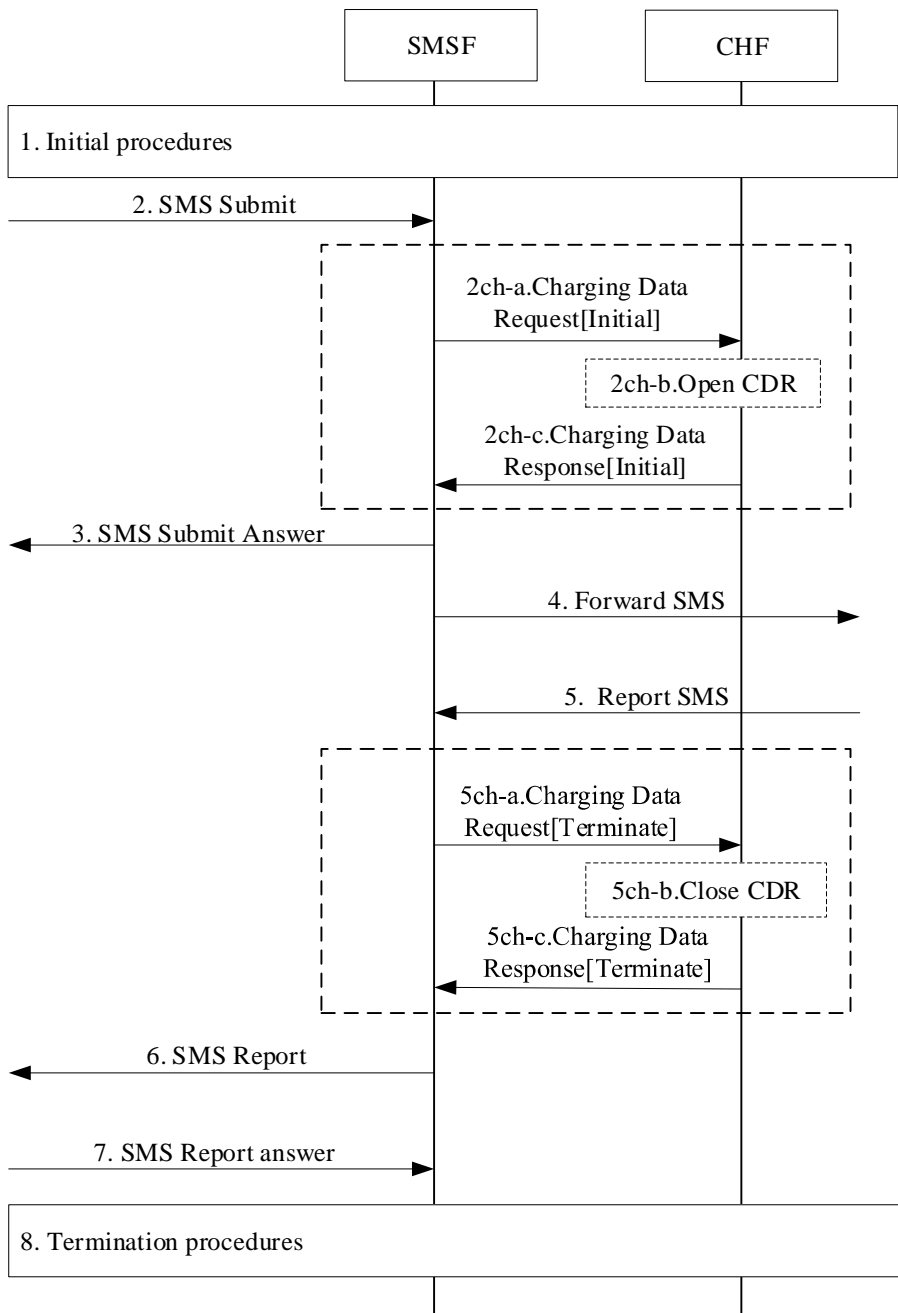 SMSF
CHF
1. Initial procedures
2. SMS Submit
2ch-a.Charging Data
Request[Initial]
2ch-b.Open CDR
2ch-c.Charging Data
Response[Initial]
3. SMS Submit Answer
4. Forward SMS
5. Report SMS
5ch-a.Charging Data
Request[Terminate]
5ch-b.Close CDR
5ch-c.Charging Data
Response[Terminate]
6. SMS Report
7. SMS Report answer
8. Termination procedures